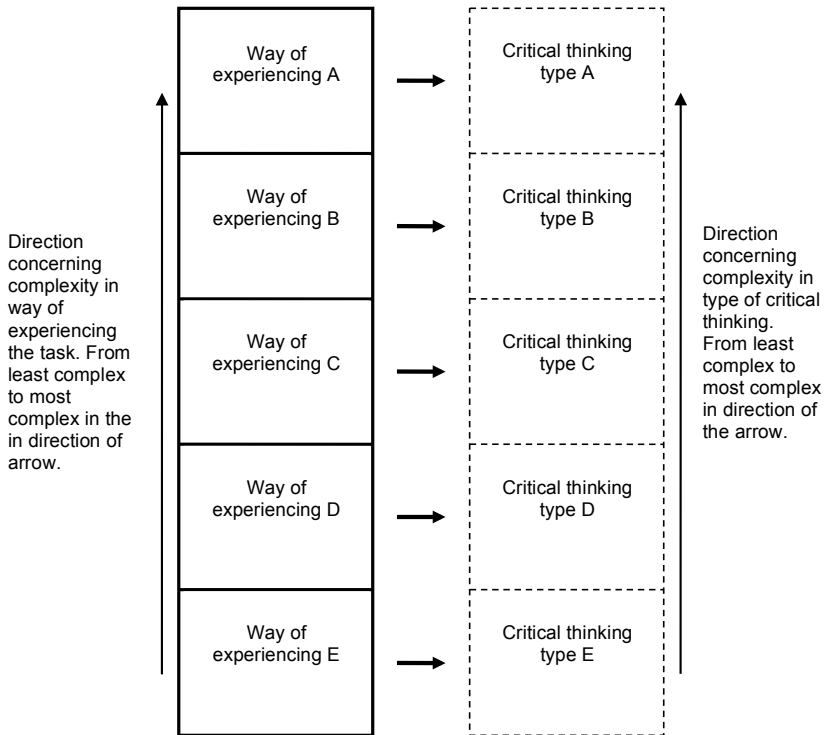 Way of
experiencing A
Critical thinking
type A
Way of
experiencing B
Critical thinking
type B
Direction
concerning
complexity in
way of
experiencing
the task. From
least complex
to most
complex in the
in direction of
arrow.
Way of
experiencing C
Critical thinking
type C
Direction
concerning
complexity in
type of critical
thinking.
From least
complex to
most complex
in direction of
the arrow.
Way of
experiencing D
Critical thinking
type D
Way of
experiencing E
Critical thinking
type E